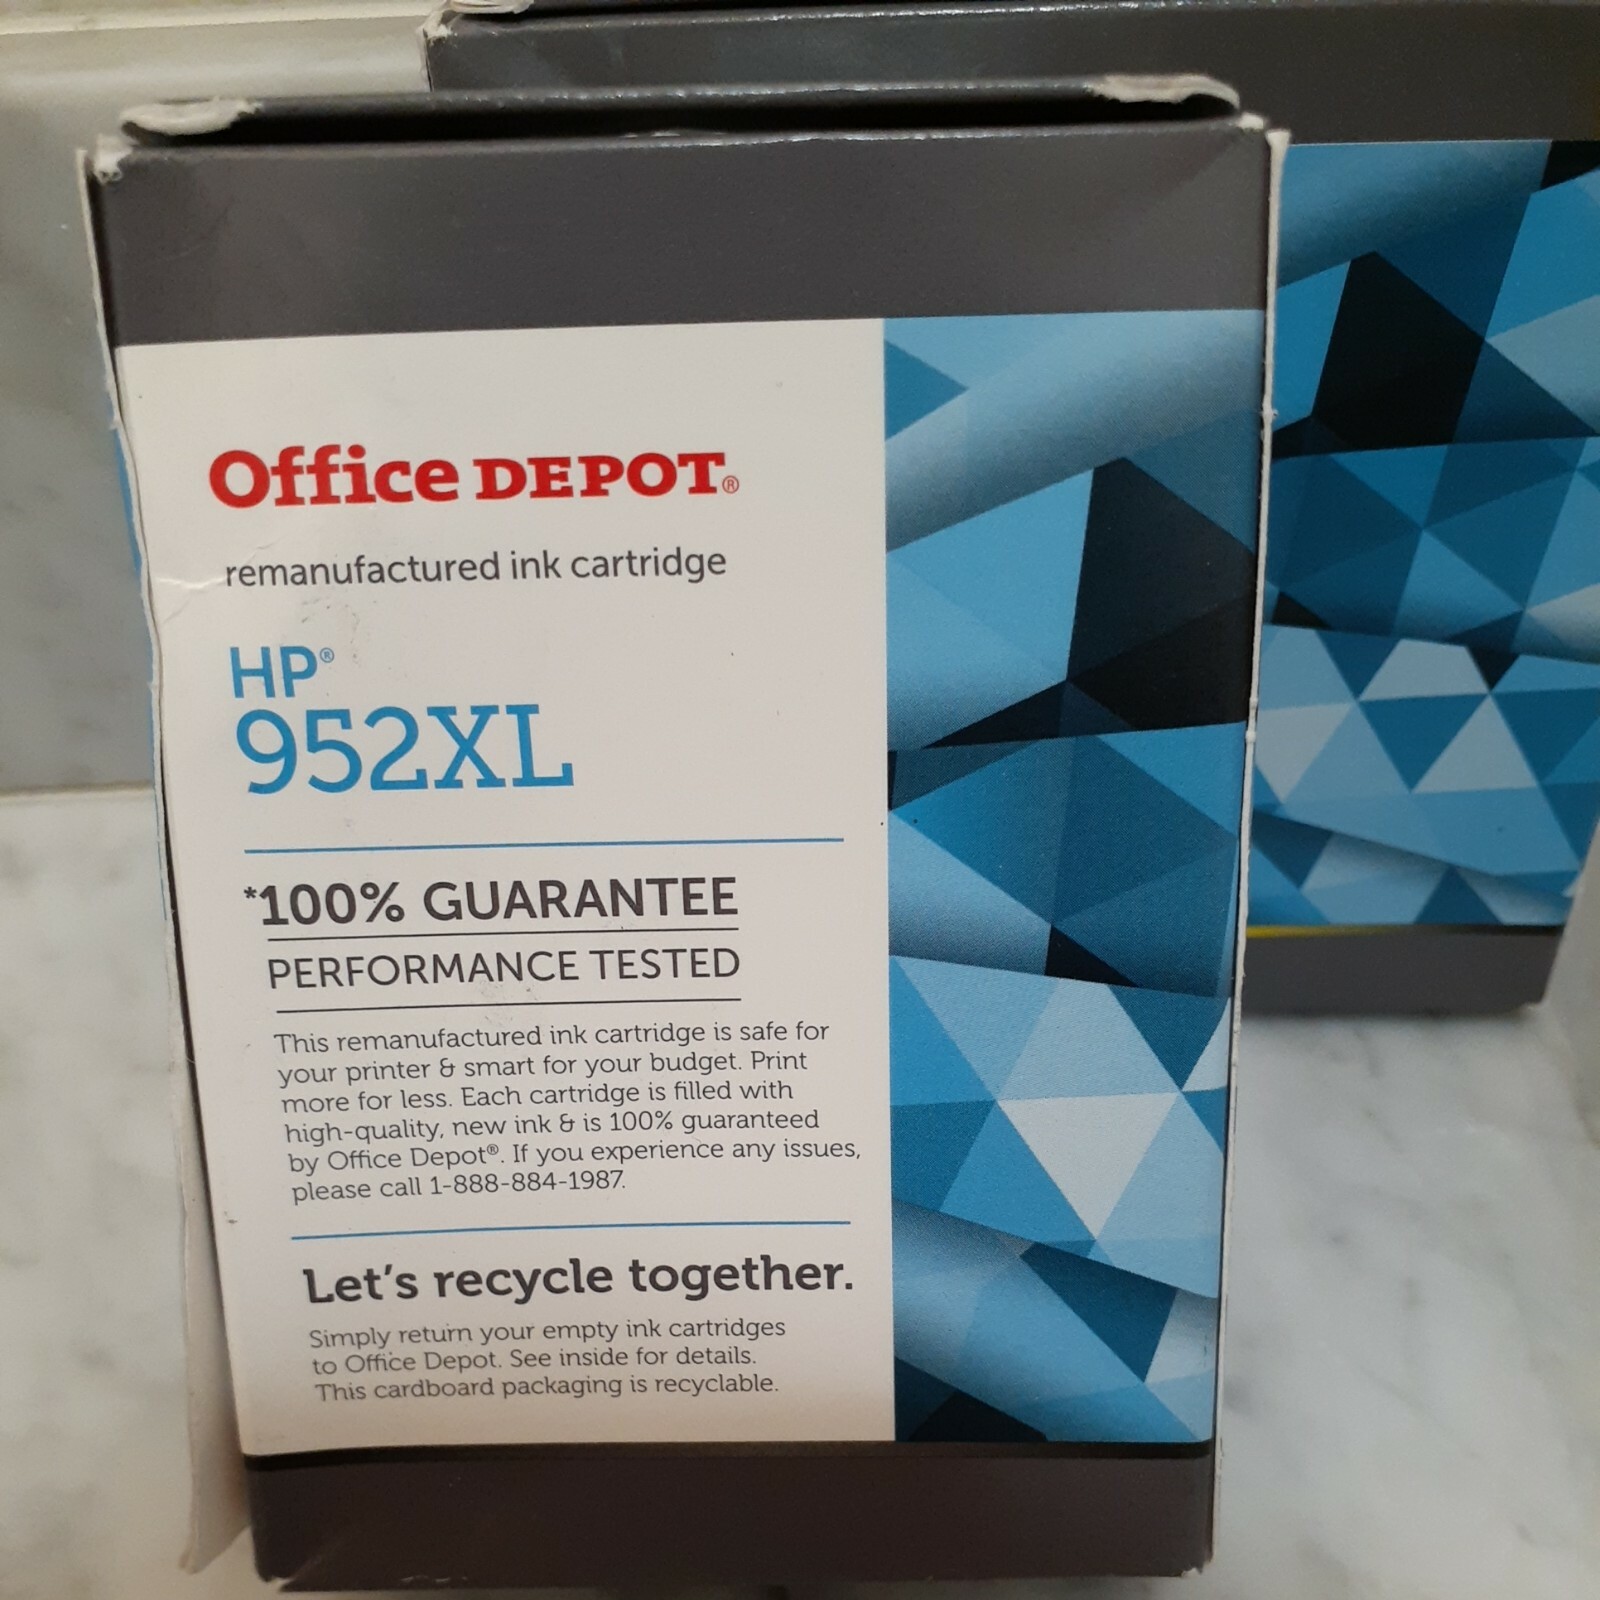 Office DEPOT®
remanufactured ink cartridge
HP®
952XL
*100% GUARANTEE
PERFORMANCE TESTED
This remanufactured ink cartridge is safe for
your printer & smart for your budget. Print
more for less. Each cartridge is filled with
high-quality, new ink & is 100% guaranteed
by Office Depot®. If you experience any issues,
please call 1-888-884-1987.
Let's recycle together.
Simply return your empty ink cartridges
to Office Depot. See inside for details.
This cardboard packaging is recyclable.